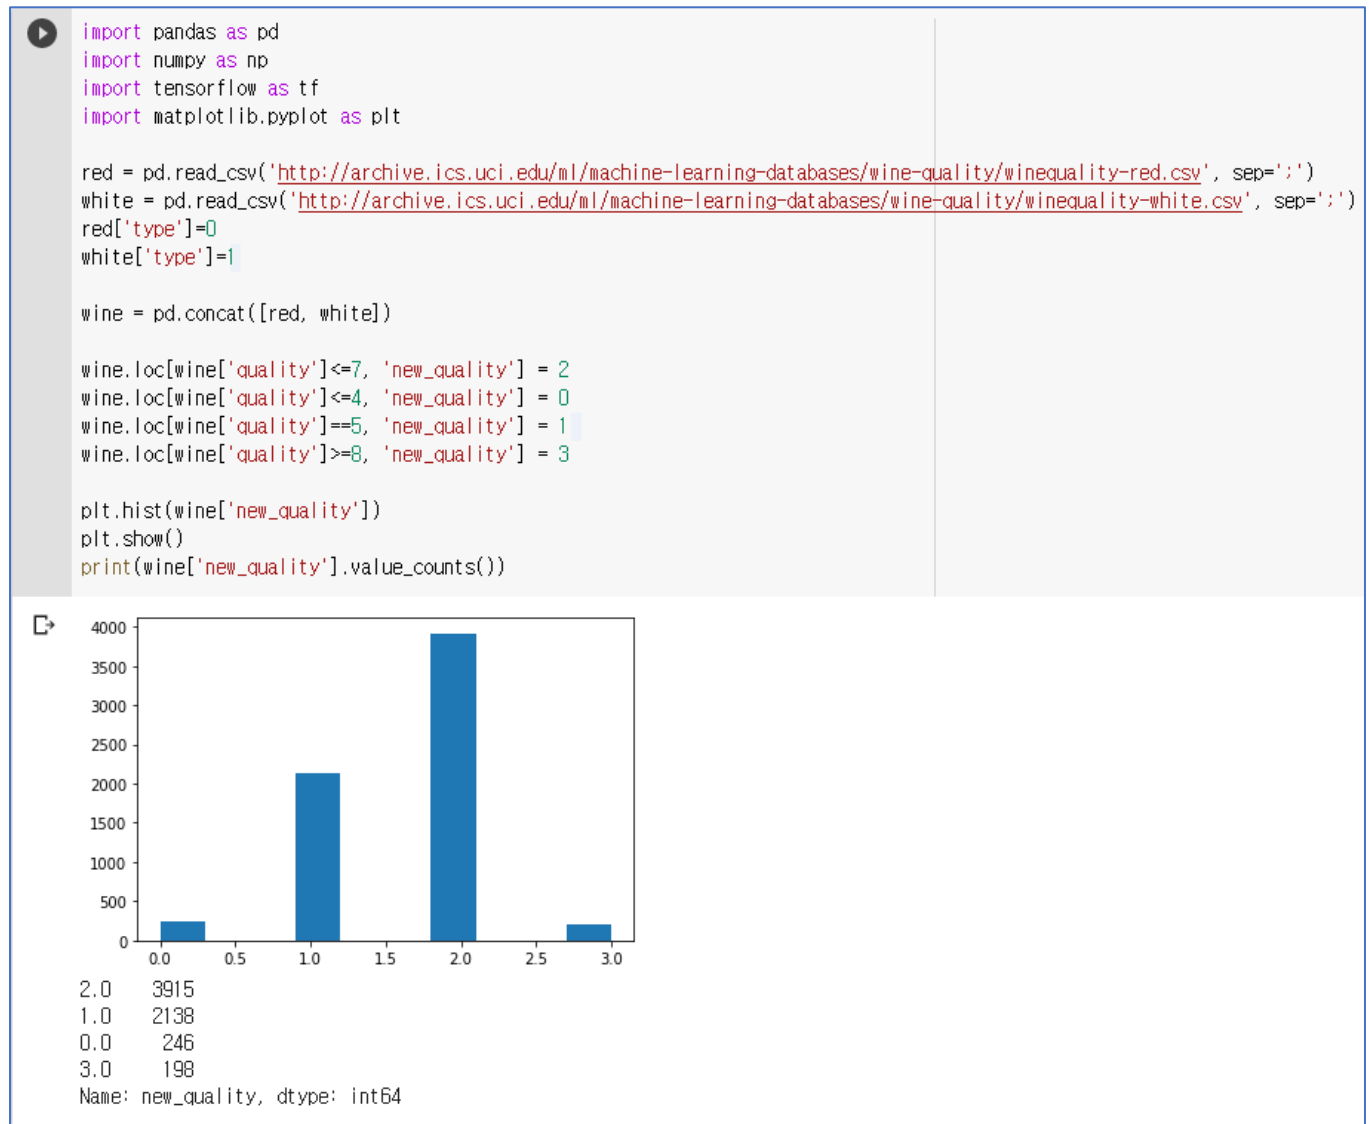 import pandas as pd
import numpy as np
import tensorflow as tf
import matplotlib.pyplot as plt
red = pd.read_csv('http://archive.ics.uci.edu/ml/machine-learning-databases/wine-quality/winequality-red.csv', sep=';')
white = pd.read_csv('http://archive.ics.uci.edu/ml/machine-learning-databases/wine-quality/winequality-white.csv', sep=';')
red['type']=0
white['type']=1
wine = pd.concat([red, white])
wine.loc[wine['quality']<=7, 'new_quality'] = 2
wine.loc[wine['quality']<=4, 'new_quality'] = 0
wine.loc[wine['quality']==5, 'new_quality'] = 1
wine.loc[wine['quality']>=8, 'new_quality'] = 3
plt.hist(wine['new_quality'])
plt.show()
print(wine['new_quality'].value_counts())
4000
3500
3000
2500
2000
1500
1000
500
0
0.0 0.5 1.0 1.5 2.0 2.5 3.0
2.0 3915
1.0 2138
0.0 246
3.0 198
Name: new_quality, dtype: int64